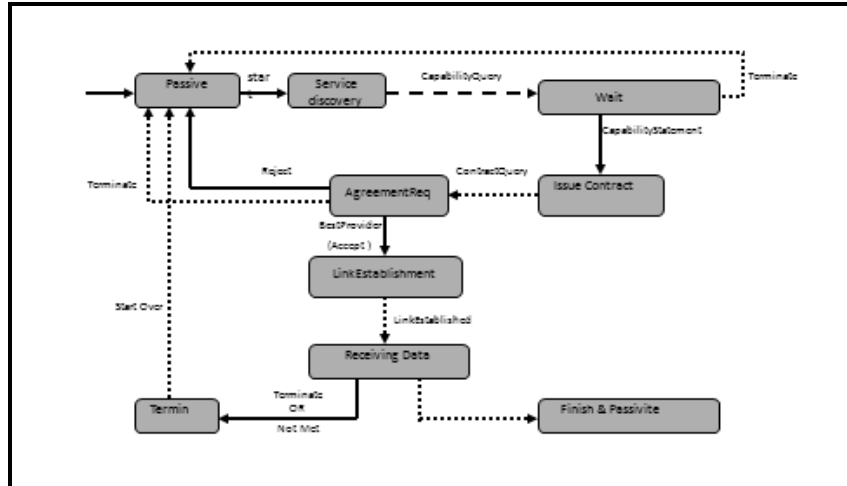 Terminate
Passive
star
t
Service
discovery
CapabilityQuery
Wait
CapabilityStatement
Terminate
Reject
AgreementReq
ContractQuery
Issue Contract
BestProvider
(Accept )
LinkEstablishment
Start Over
LinkEstablished
Receiving Data
Terminate
OR
Not Met
Termin
Finish & Passivite